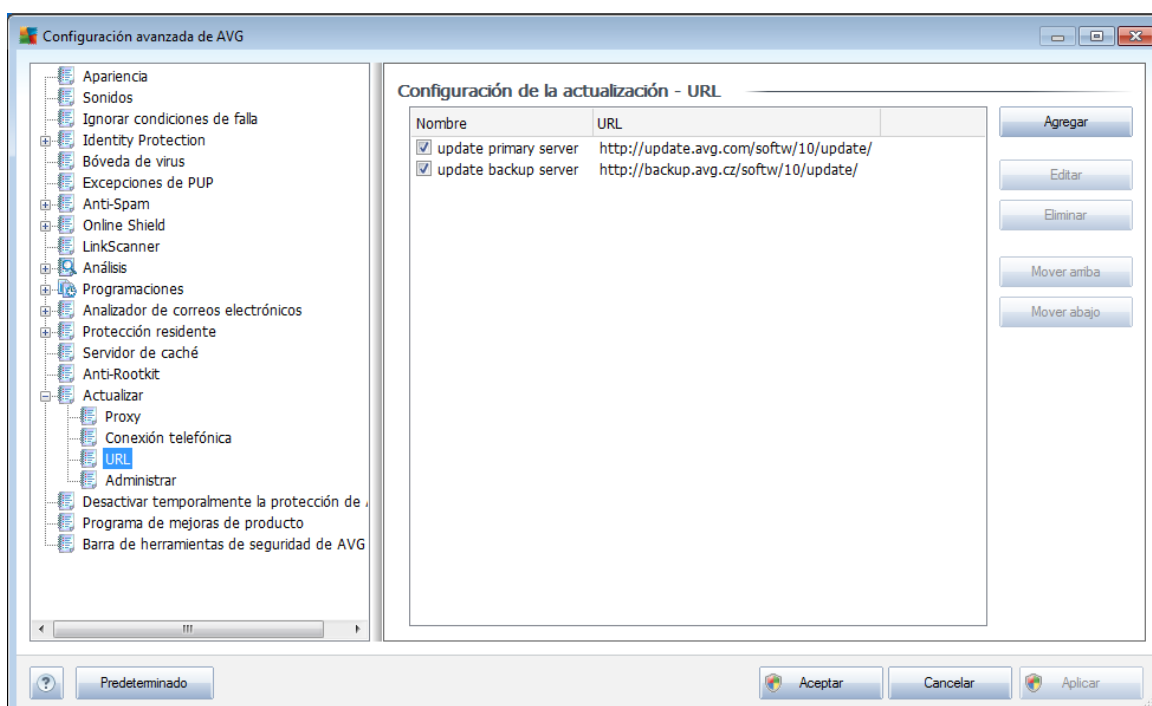 Configuración avanzada de AVG
Apariencia
Sonidos
Ignorar condiciones de falla
Identity Protection
Bóveda de virus
Excepciones de PUP
Anti-Spam
Online Shield
LinkScanner
Análisis
Programaciones
Analizador de correos electrónicos
Protección residente
Servidor de caché
Anti-Rootkit
Actualizar
Proxy
Conexión telefónica
URL
Administrar
Desactivar temporalmente la protección de
Programa de mejoras de producto
Barra de herramientas de seguridad de AVG
Configuración de la actualización - URL
Nombre URL
update primary server http://update.avg.com/softw/10/update/
update backup server http://backup.avg.cz/softw/10/update/
Agregar
Editar
Eliminar
Mover arriba
Mover abajo
? Predeterminado Aceptar Cancelar Aplicar